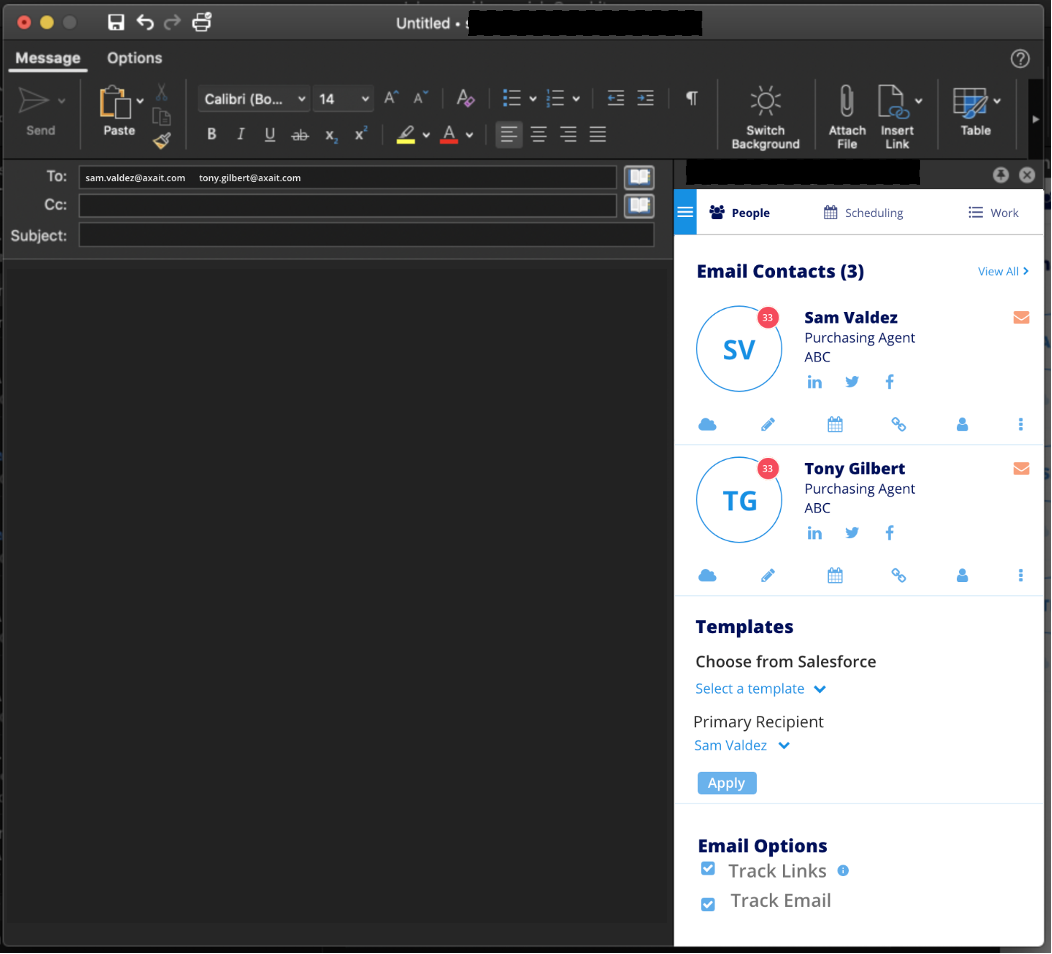 Untitled •
Message Options
Calibri (Bo... 14
Send Paste B I U ab X₂ X² A Switch Background Attach File Insert Link Table
To: sam.valdez@axait.com tony.gilbert@axait.com
Cc:
Subject:
People Scheduling Work
Email Contacts (3) View All
33
SV
Sam Valdez
Purchasing Agent
ABC
33
TG
Tony Gilbert
Purchasing Agent
ABC
Templates
Choose from Salesforce
Select a template
Primary Recipient
Sam Valdez
Apply
Email Options
Track Links
Track Email